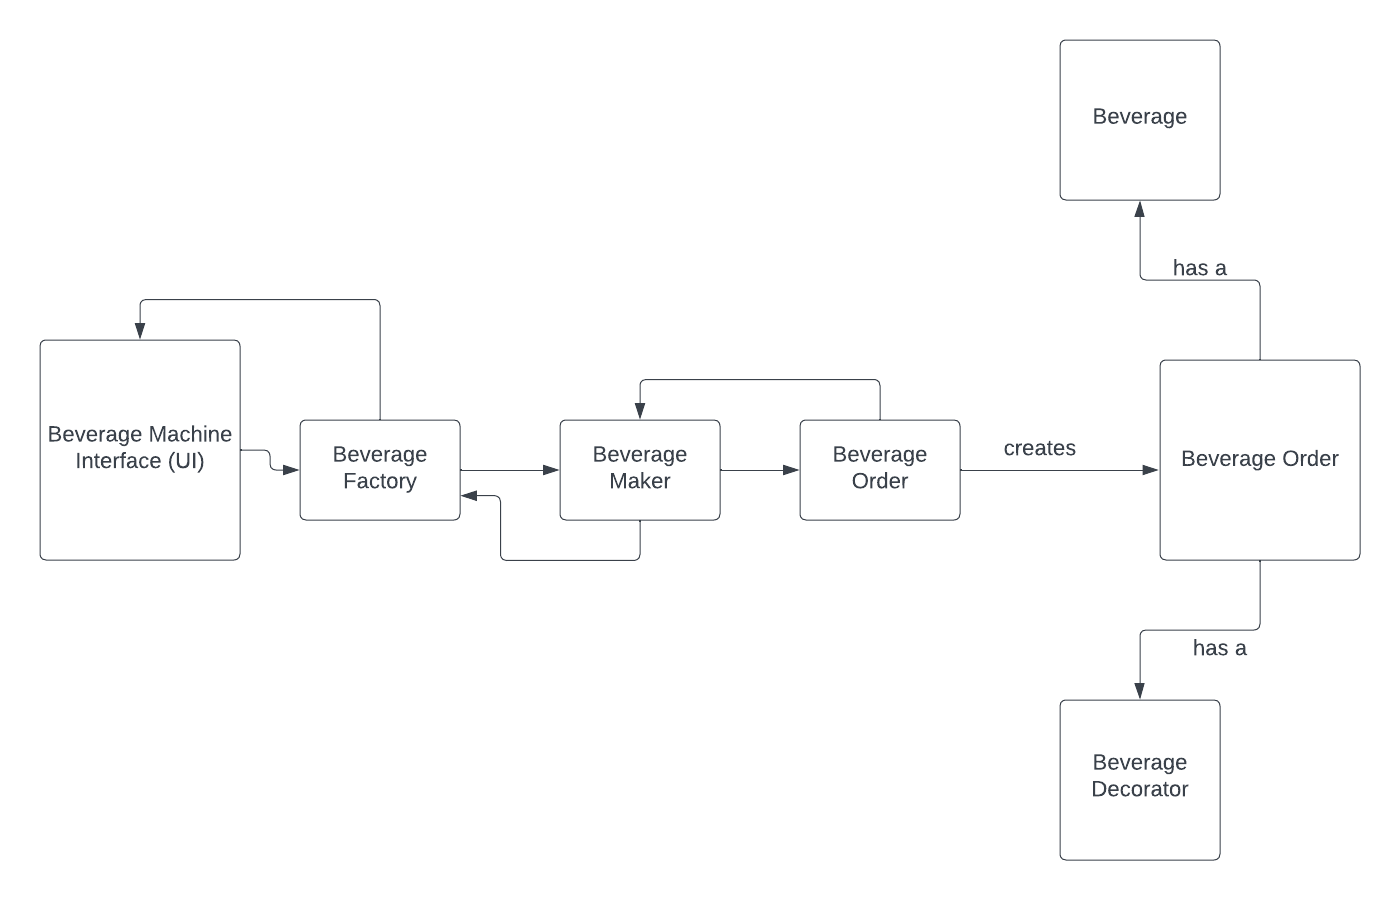 Beverage
has a
Beverage Machine
Interface (UI)
Beverage
Factory
Beverage
Maker
Beverage
Order
creates
Beverage Order
has a
Beverage
Decorator